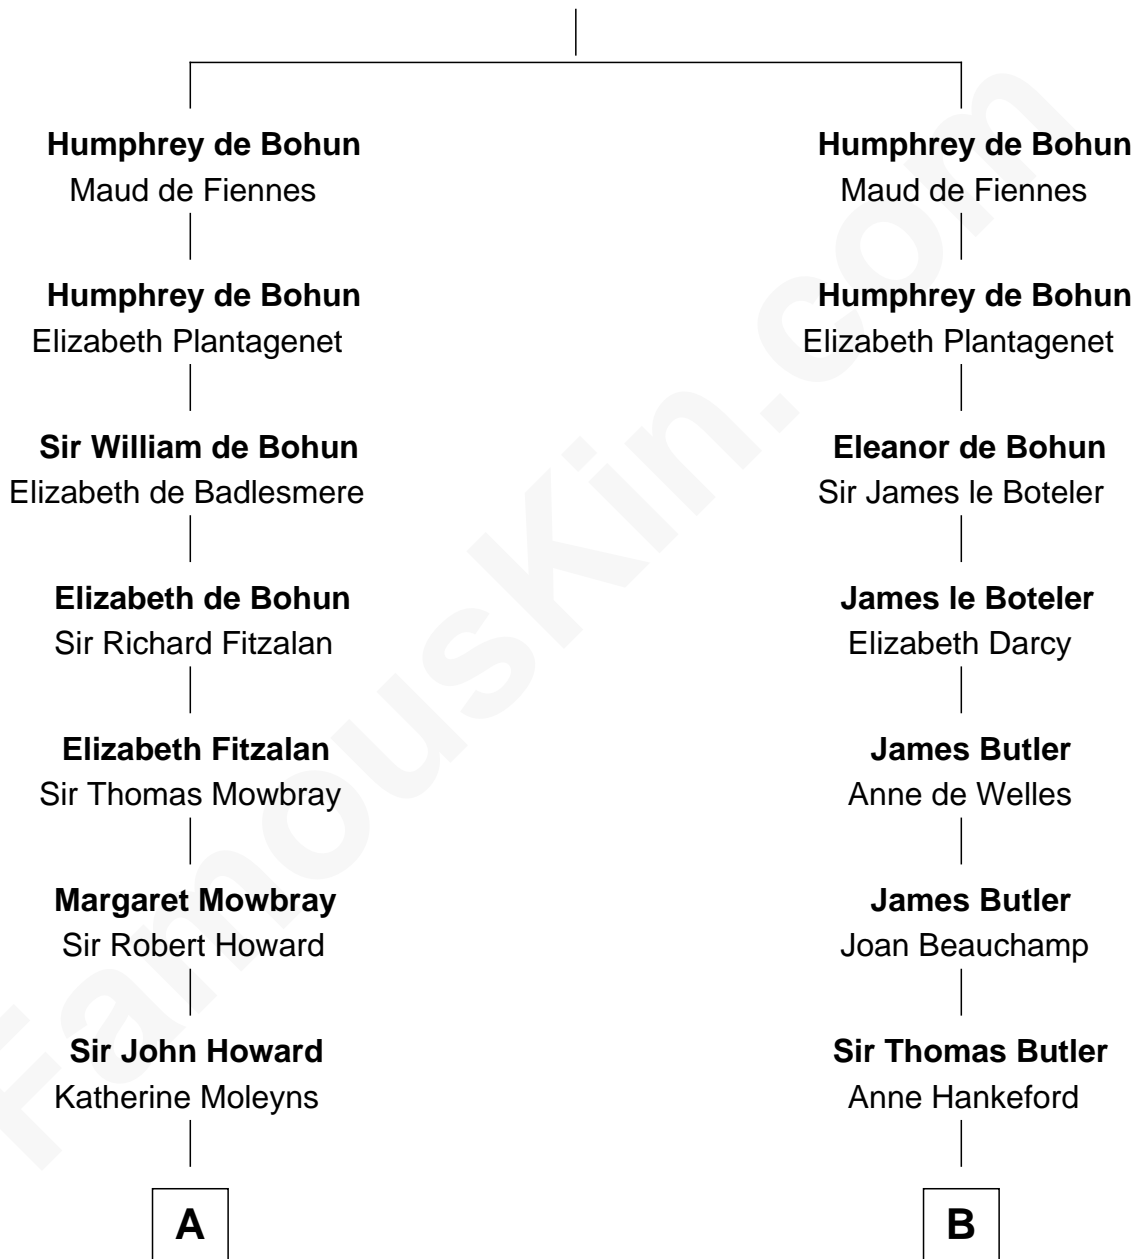 Humphrey de Bohun
Maud de Fiennes
Humphrey de Bohun
Elizabeth Plantagenet
Sir William de Bohun
Elizabeth de Badlesmere
Elizabeth de Bohun
Sir Richard Fitzalan
Elizabeth Fitzalan
Sir Thomas Mowbray
Margaret Mowbray
Sir Robert Howard
Sir John Howard
Katherine Moleyns
A
Humphrey de Bohun
Maud de Fiennes
Humphrey de Bohun
Elizabeth Plantagenet
Eleanor de Bohun
Sir James le Boteler
James le Boteler
Elizabeth Darcy
James Butler
Anne de Welles
James Butler
Joan Beauchamp
Sir Thomas Butler
Anne Hankeford
B
FamousKin.com